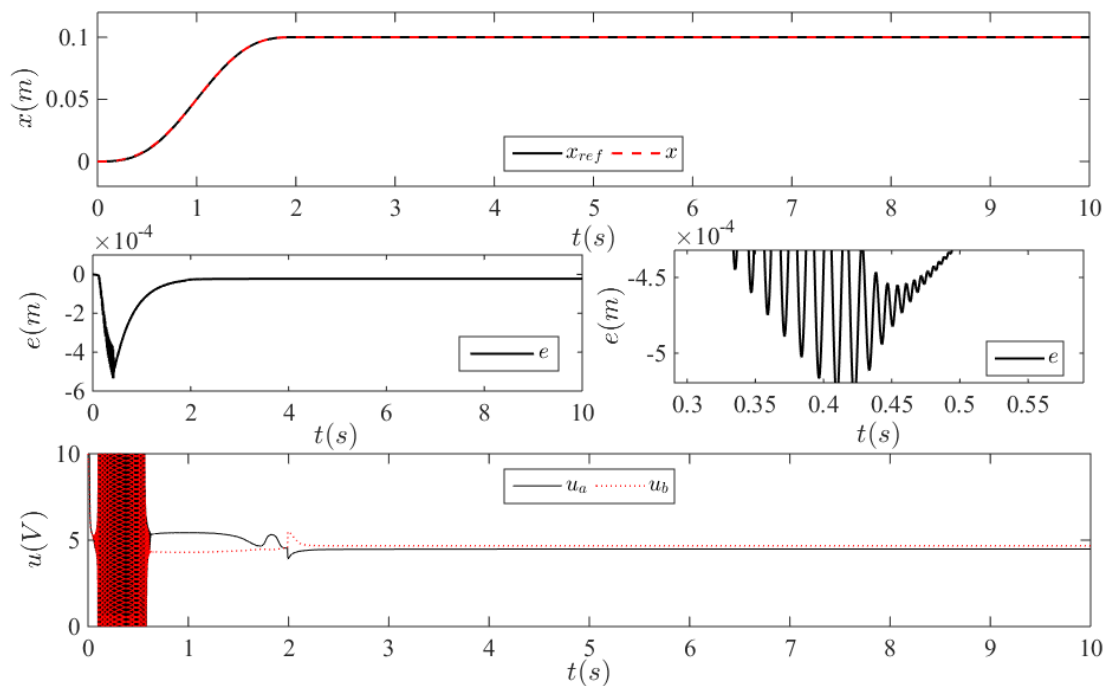 0.1
0.05
0
x(m)
x_ref x
0 1 2 3 4 5 6 7 8 9 10
t(s)
×10^-4
0
-2
-4
-6
e(m)
e
0 2 4 6 8 10
t(s)
×10^-4
-4.5
-5
e(m)
e
0.3 0.35 0.4 0.45 0.5 0.55
t(s)
10
5
0
u(V)
u_a u_b
0 1 2 3 4 5 6 7 8 9 10
t(s)